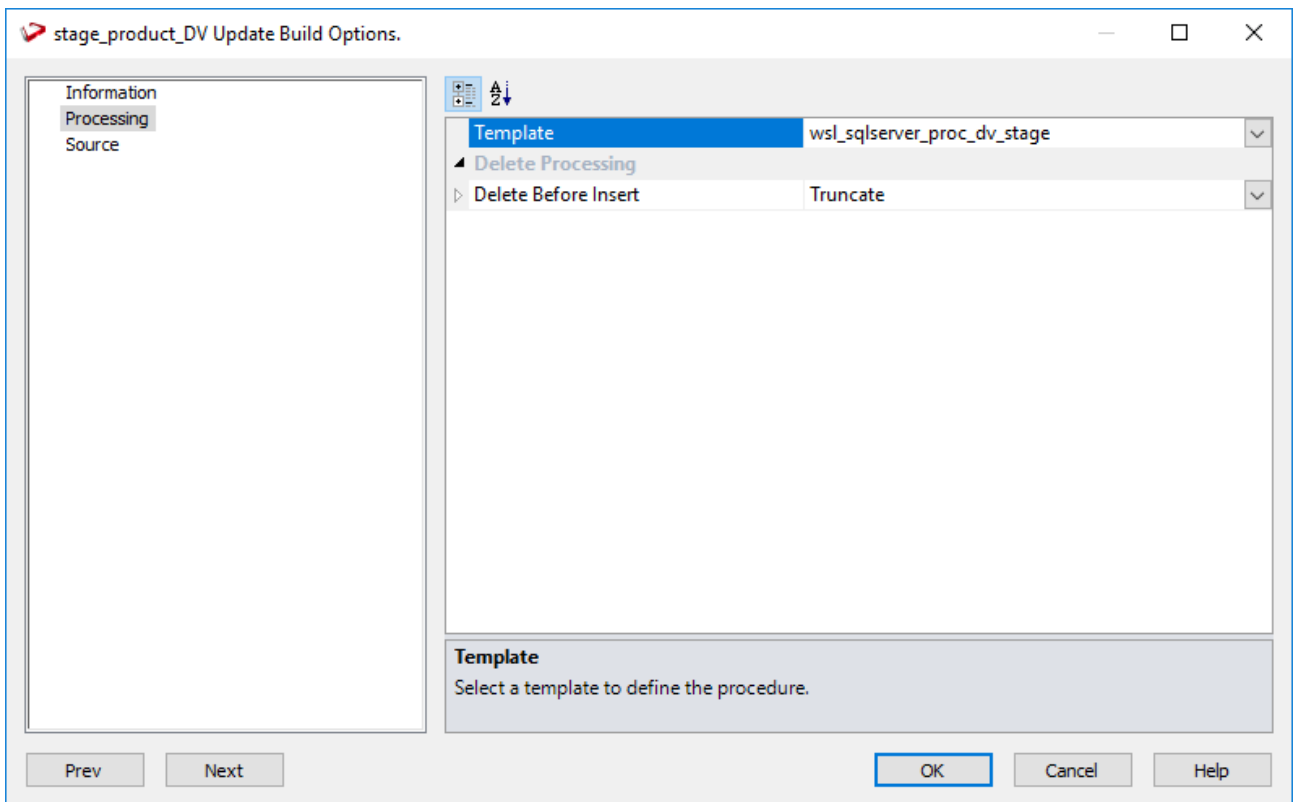 stage_product_DV Update Build Options.
Information
Processing
Source
Template wsl_sqlserver_proc_dv_stage
Delete Processing
Delete Before Insert Truncate
Template
Select a template to define the procedure.
Prev Next OK Cancel Help